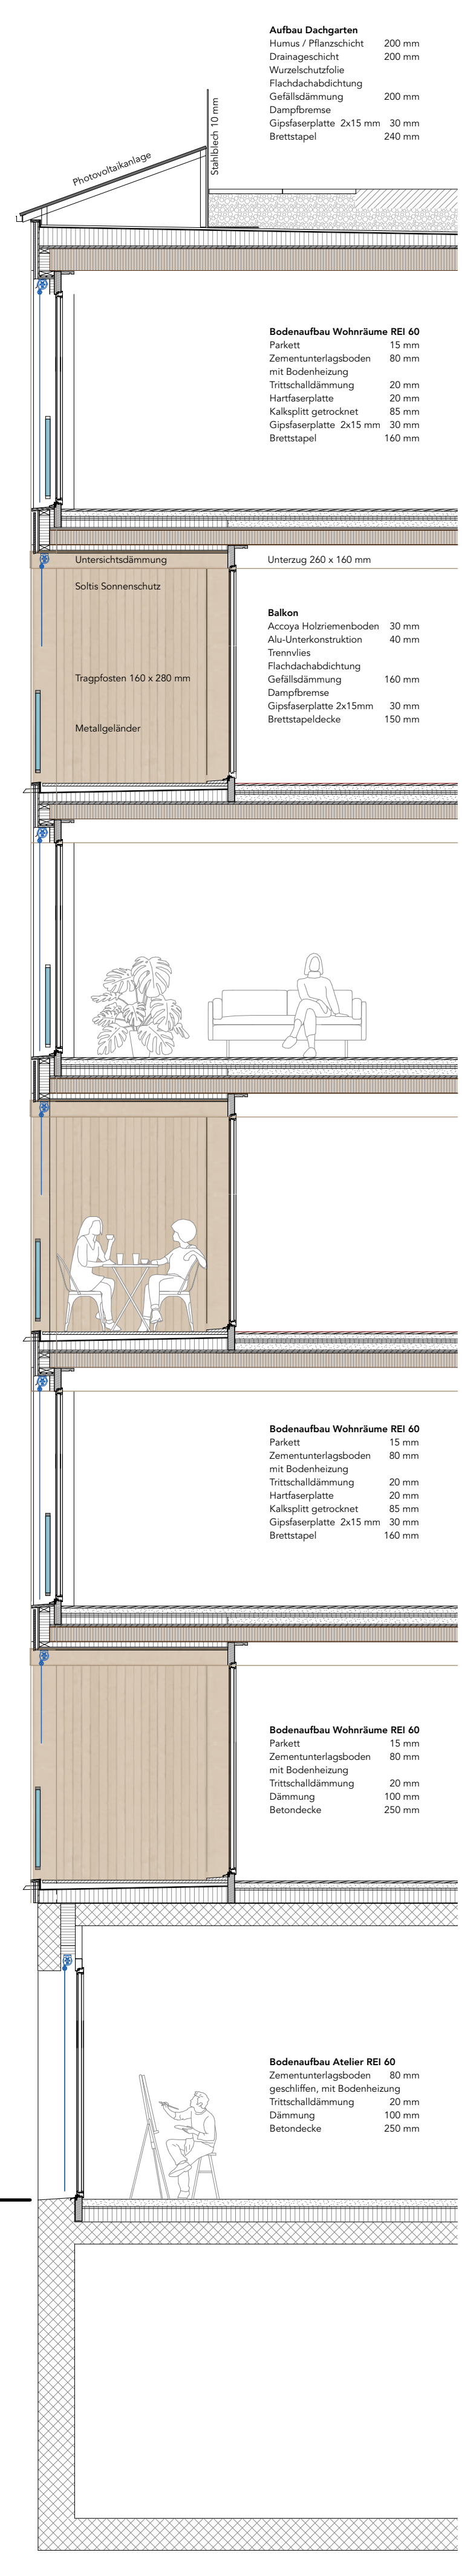 Aufbau Dachgarten
Humus / Pflanzschicht 200 mm
Drainageschicht 200 mm
Wurzelschutzfolie
Flachdachabdichtung
Gefällsdämmung 200 mm
Dampfbremse
Gipsfaserplatte 2x15 mm 30 mm
Brettstapel 240 mm
Stahlblech 10 mm
Photovoltaikanlage
Bodenaufbau Wohnräume REI 60
Parkett 15 mm
Zementunterlagsboden 80 mm
mit Bodenheizung
Trittschalldämmung 20 mm
Hartfaserplatte 20 mm
Kalksplitt getrocknet 85 mm
Gipsfaserplatte 2x15 mm 30 mm
Brettstapel 160 mm
Untersichtsdämmung
Unterzug 260 x 160 mm
Soltis Sonnenschutz
Tragpfosten 160 x 280 mm
Metallgeländer
Balkon
Accoya Holzriemenboden 30 mm
Alu-Unterkonstruktion 40 mm
Trennvlies
Flachdachabdichtung
Gefällsdämmung 160 mm
Dampfbremse
Gipsfaserplatte 2x15mm 30 mm
Brettstapeldecke 150 mm
Bodenaufbau Wohnräume REI 60
Parkett 15 mm
Zementunterlagsboden 80 mm
mit Bodenheizung
Trittschalldämmung 20 mm
Hartfaserplatte 20 mm
Kalksplitt getrocknet 85 mm
Gipsfaserplatte 2x15 mm 30 mm
Brettstapel 160 mm
Bodenaufbau Wohnräume REI 60
Parkett 15 mm
Zementunterlagsboden 80 mm
mit Bodenheizung
Trittschalldämmung 20 mm
Dämmung 100 mm
Betondecke 250 mm
Bodenaufbau Atelier REI 60
Zementunterlagsboden 80 mm
geschliffen, mit Bodenheizung
Trittschalldämmung 20 mm
Dämmung 100 mm
Betondecke 250 mm